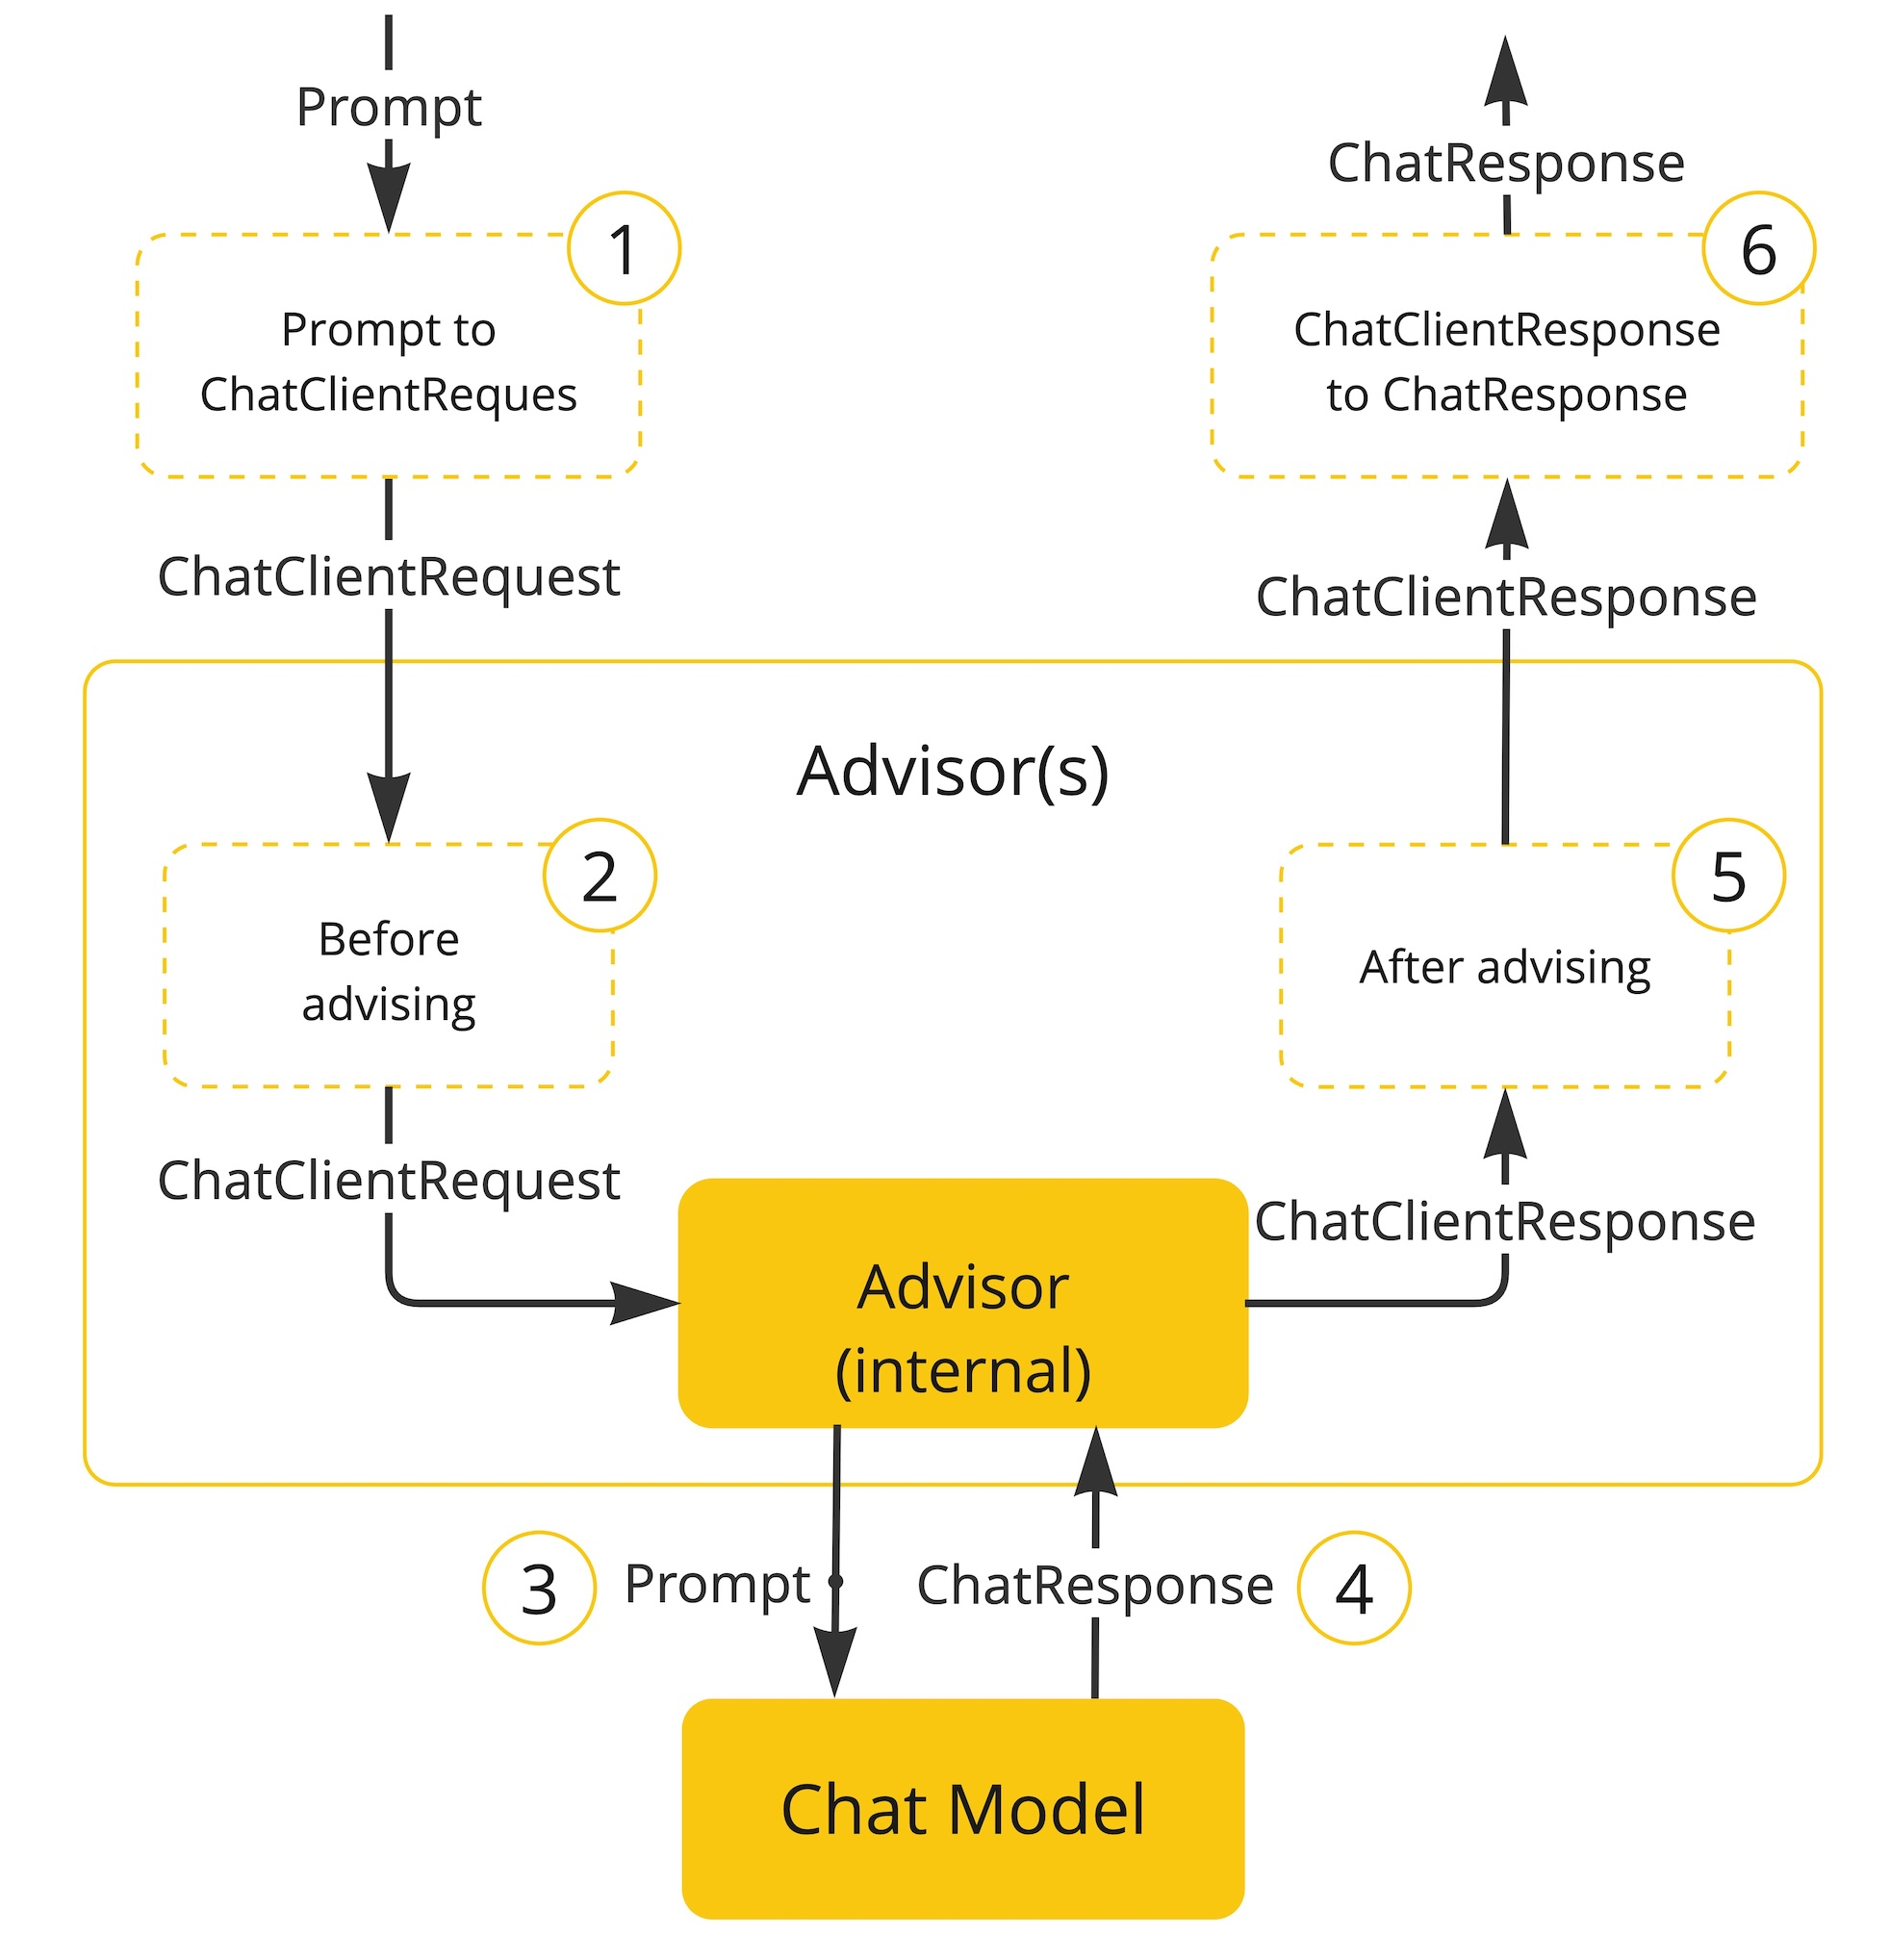 Prompt
1
Prompt to
ChatClientReques
ChatClientRequest
Advisor(s)
2
Before
advising
ChatClientRequest
Advisor
(internal)
3
Prompt
Chat Model
ChatResponse
4
ChatClientResponse
5
After advising
ChatClientResponse
6
ChatClientResponse
to ChatResponse
ChatResponse